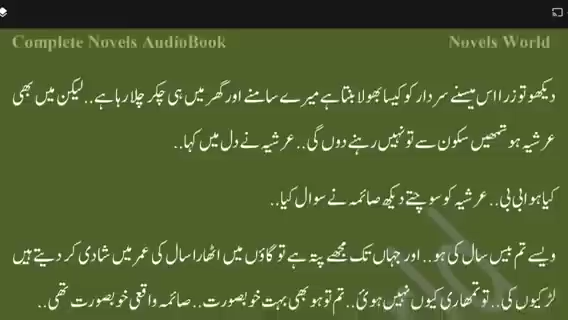 Complete Novels AudioBook Novels World
دیکھو تو زرا اس میسنے سردار کو کیسا بھولا بنتا ہے میرے سامنے اور گھر میں ہی چکر چلا رہا ہے.. لیکن میں بھی
عرشیہ ہو تمھیں سکون سے تو نہیں رہنے دوں گی.. عرشیہ نے دل میں کہا..
کیا ہوا بی بی.. عرشیہ کو سوچتے دیکھ صائمہ نے سوال کیا..
ویسے تم بیس سال کی ہو.. اور جہاں تک مجھے پتہ ہے تو گاؤں میں اٹھارا سال کی عمر میں شادی کر دیتے ہیں
لڑکیوں کی.. تو تمھاری کیوں نہیں ہوئ.. تم تو ہو بھی بہت خوبصورت.. صائمہ واقعی خوبصورت تھی..